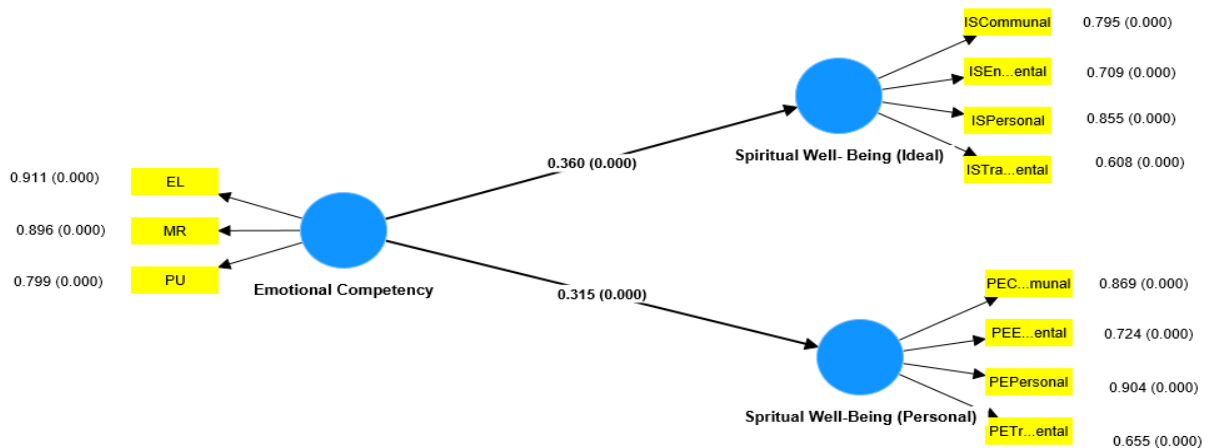 ISCommunal 0.795 (0.000)
ISEn...ental 0.709 (0.000)
ISPersonal 0.855 (0.000)
Spiritual Well- Being (Ideal)
ISTra...ental 0.608 (0.000)
0.360 (0.000)
0.911 (0.000) EL
0.896 (0.000) MR
0.799 (0.000) PU
Emotional Competency
0.315 (0.000)
PEC...munal 0.869 (0.000)
PEE...ental 0.724 (0.000)
PEPersonal 0.904 (0.000)
Spritual Well-Being (Personal)
PETr...ental 0.655 (0.000)